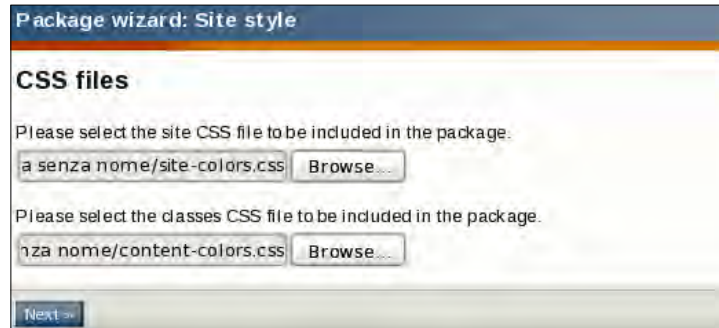 Package wizard: Site style
CSS files
Please select the site CSS file to be included in the package.
a senza nome/site-colors.css Browse...
Please select the classes CSS file to be included in the package.
nza nome/content-colors.css Browse...
Next »